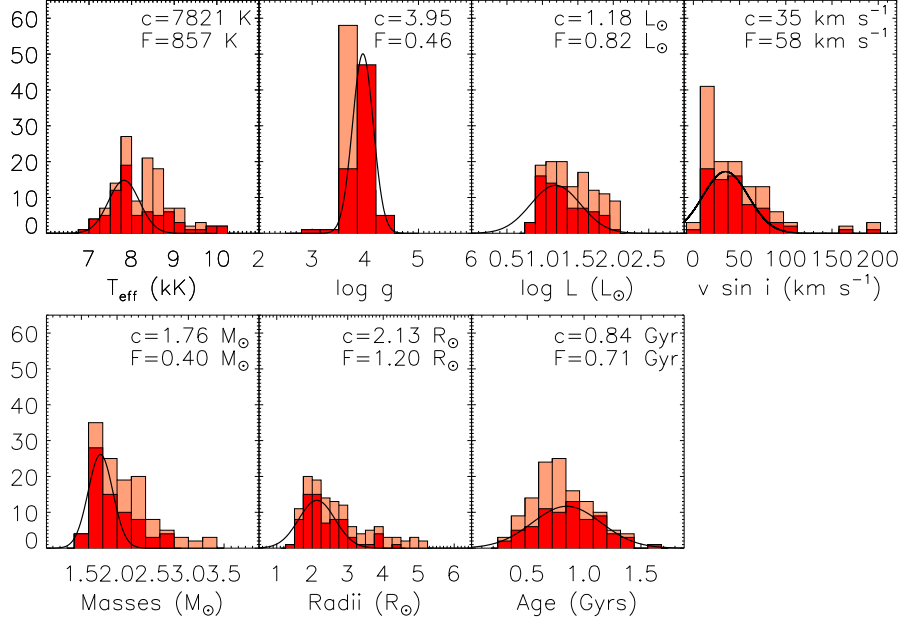 60
50
40
30
20
10
0
c=7821 K
F=857 K
c=3.95
F=0.46
c=1.18 L⊙
F=0.82 L⊙
c=35 km s⁻¹
F=58 km s⁻¹
7 8 9 10 2 3 4 5 6 0.51.01.52.02.5 0 50 100 150 200
T_eff (kK) log g log L (L⊙) v sin i (km s⁻¹)
60
50
40
30
20
10
0
c=1.76 M⊙
F=0.40 M⊙
c=2.13 R⊙
F=1.20 R⊙
c=0.84 Gyr
F=0.71 Gyr
1.52.02.53.03.5 1 2 3 4 5 6 0.5 1.0 1.5
Masses (M⊙) Radii (R⊙) Age (Gyrs)